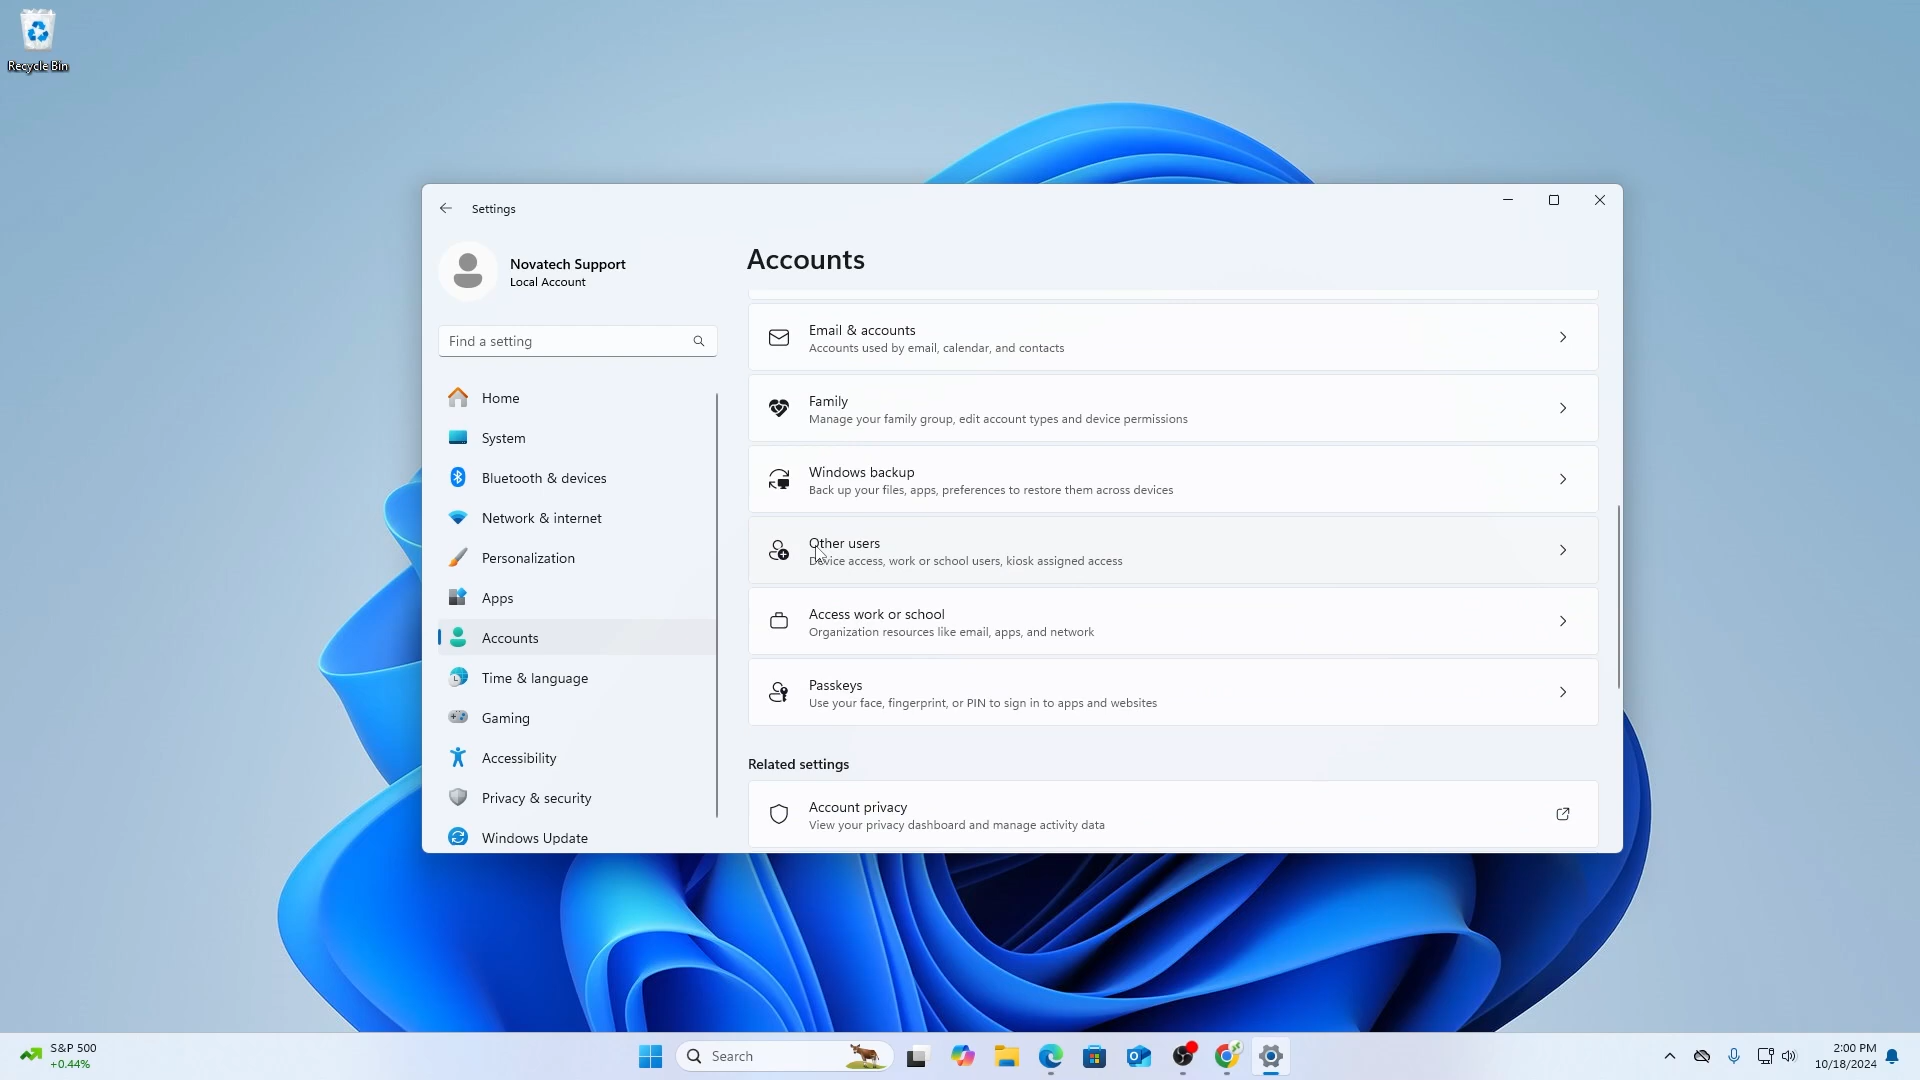 Recycle Bin
Settings
Novatech Support
Local Account
Find a setting
Home
System
Bluetooth & devices
Network & internet
Personalization
Apps
Accounts
Time & language
Gaming
Accessibility
Privacy & security
Windows Update
Accounts
Email & accounts
Accounts used by email, calendar, and contacts
Family
Manage your family group, edit account types and device permissions
Windows backup
Back up your files, apps, preferences to restore them across devices
Other users
Device access, work or school users, kiosk assigned access
Access work or school
Organization resources like email, apps, and network
Passkeys
Use your face, fingerprint, or PIN to sign in to apps and websites
Related settings
Account privacy
View your privacy dashboard and manage activity data
S&P 500
+0.44%
Search
2:00 PM
10/18/2024